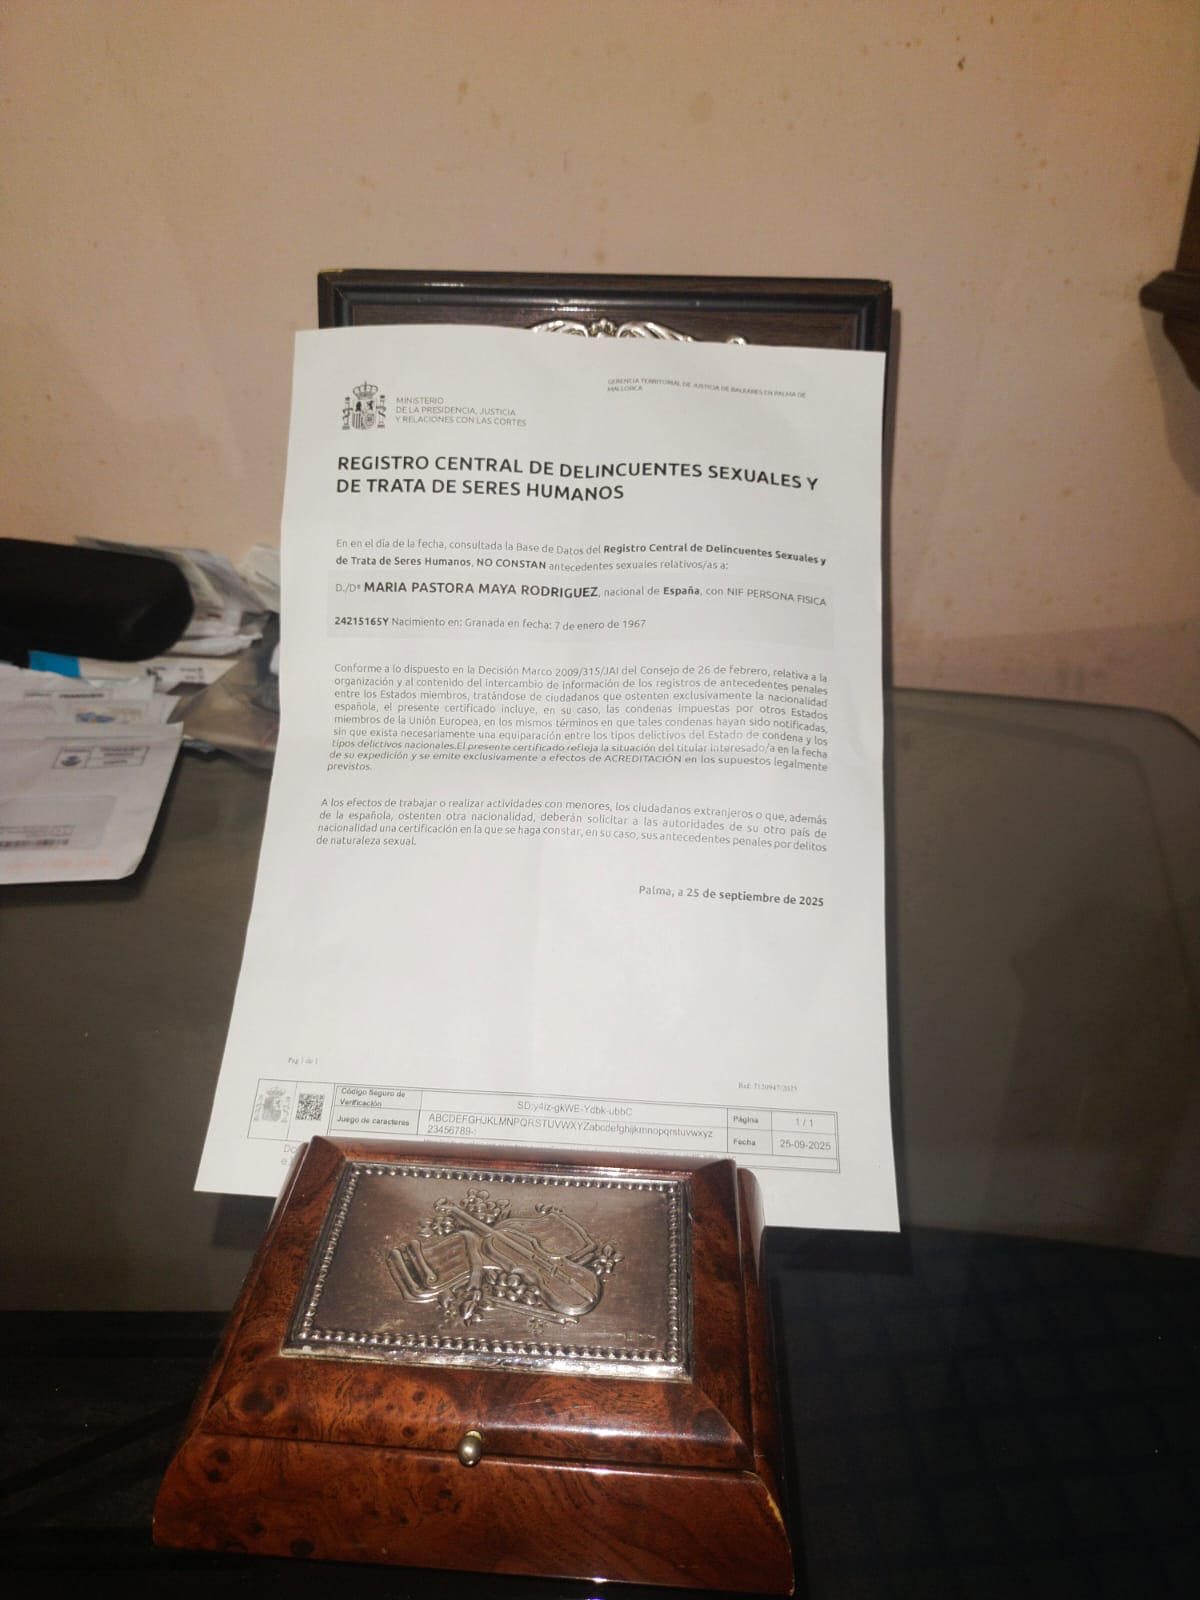 MINISTERIO
DE LA PRESIDENCIA, JUSTICIA
Y RELACIONES CON LAS CORTES
GERENCIA TERRITORIAL DE JUSTICIA DE BALEARES EN PALMA DE
MALLORCA
REGISTRO CENTRAL DE DELINCUENTES SEXUALES Y
DE TRATA DE SERES HUMANOS
En en el día de la fecha, consultada la Base de Datos del Registro Central de Delincuentes Sexuales y
de Trata de Seres Humanos, NO CONSTAN antecedentes sexuales relativos/as a:
D./Dª MARIA PASTORA MAYA RODRIGUEZ, nacional de España, con NIF PERSONA FISICA
24215165Y Nacimiento en: Granada en fecha: 7 de enero de 1967
Conforme a lo dispuesto en la Decisión Marco 2009/315/JAI del Consejo de 26 de febrero, relativa a la
organización y al contenido del intercambio de información de los registros de antecedentes penales
entre los Estados miembros, tratándose de ciudadanos que ostenten exclusivamente la nacionalidad
española, el presente certificado incluye, en su caso, las condenas impuestas por otros Estados
miembros de la Unión Europea, en los mismos términos en que tales condenas hayan sido notificadas,
sin que exista necesariamente una equiparación entre los tipos delictivos del Estado de condena y los
tipos delictivos nacionales.El presente certificado refleja la situación del titular interesado/a en la fecha
de su expedición y se emite exclusivamente a efectos de ACREDITACIÓN en los supuestos legalmente
previstos.
A los efectos de trabajar o realizar actividades con menores, los ciudadanos extranjeros o que, además
de la española, ostenten otra nacionalidad, deberán solicitar a las autoridades de su otro país de
nacionalidad una certificación en la que se haga constar, en su caso, sus antecedentes penales por delitos
de naturaleza sexual.
Palma, a 25 de septiembre de 2025
Pag 1 de 1
Ref: 7120947/2025
Código Seguro de
Verificación
SD:y4iz-gkWE-Ydbk-ubbC
Página
1 / 1
Juego de caracteres
ABCDEFGHJKLMNPQRSTUVWXYZabcdefghijkmnopqrstuvwxyz
23456789-:
Fecha
25-09-2025